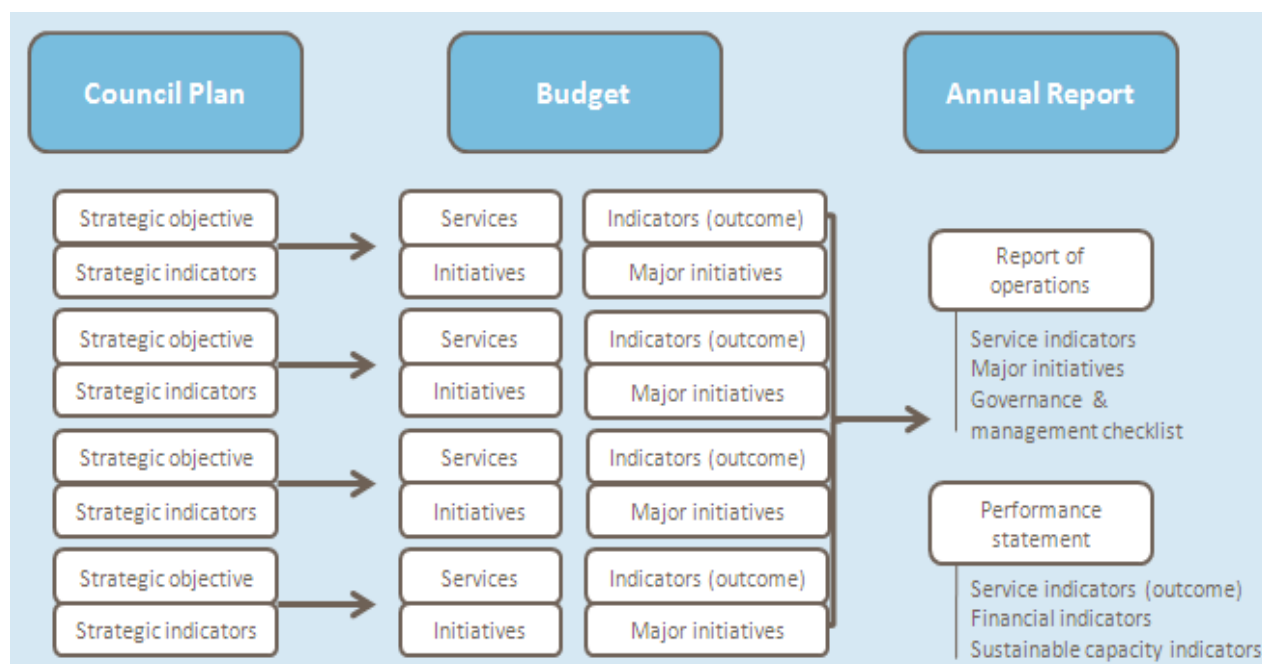 Council Plan
Budget
Annual Report
Strategic objective
Strategic indicators
Strategic objective
Strategic indicators
Strategic objective
Strategic indicators
Strategic objective
Strategic indicators
Services
Initiatives
Services
Initiatives
Services
Initiatives
Services
Initiatives
Indicators (outcome)
Major initiatives
Indicators (outcome)
Major initiatives
Indicators (outcome)
Major initiatives
Indicators (outcome)
Major initiatives
Report of
operations
Service indicators
Major initiatives
Governance &
management checklist
Performance
statement
Service indicators (outcome)
Financial indicators
Sustainable capacity indicators